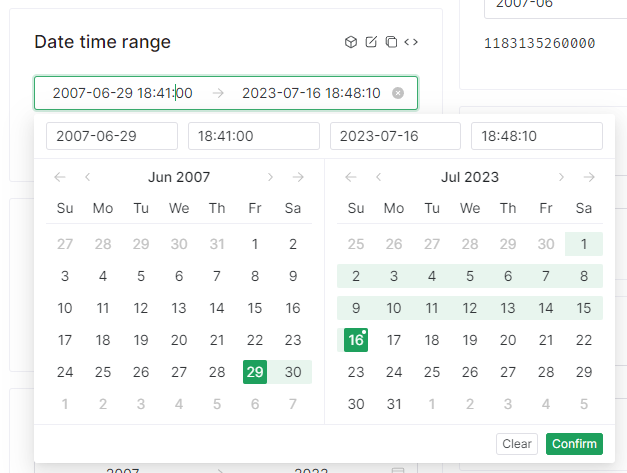 2007-06
Date time range
1183135260000
2007-06-29 18:41:00 → 2023-07-16 18:48:10
2007-06-29 18:41:00 2023-07-16 18:48:10
Jun 2007
Su Mo Tu We Th Fr Sa
27 28 29 30 31 1 2
3 4 5 6 7 8 9
10 11 12 13 14 15 16
17 18 19 20 21 22 23
24 25 26 27 28 29 30
1 2 3 4 5 6 7
Jul 2023
Su Mo Tu We Th Fr Sa
25 26 27 28 29 30 1
2 3 4 5 6 7 8
9 10 11 12 13 14 15
16 17 18 19 20 21 22
23 24 25 26 27 28 29
30 31 1 2 3 4 5
Clear Confirm
2007 2023